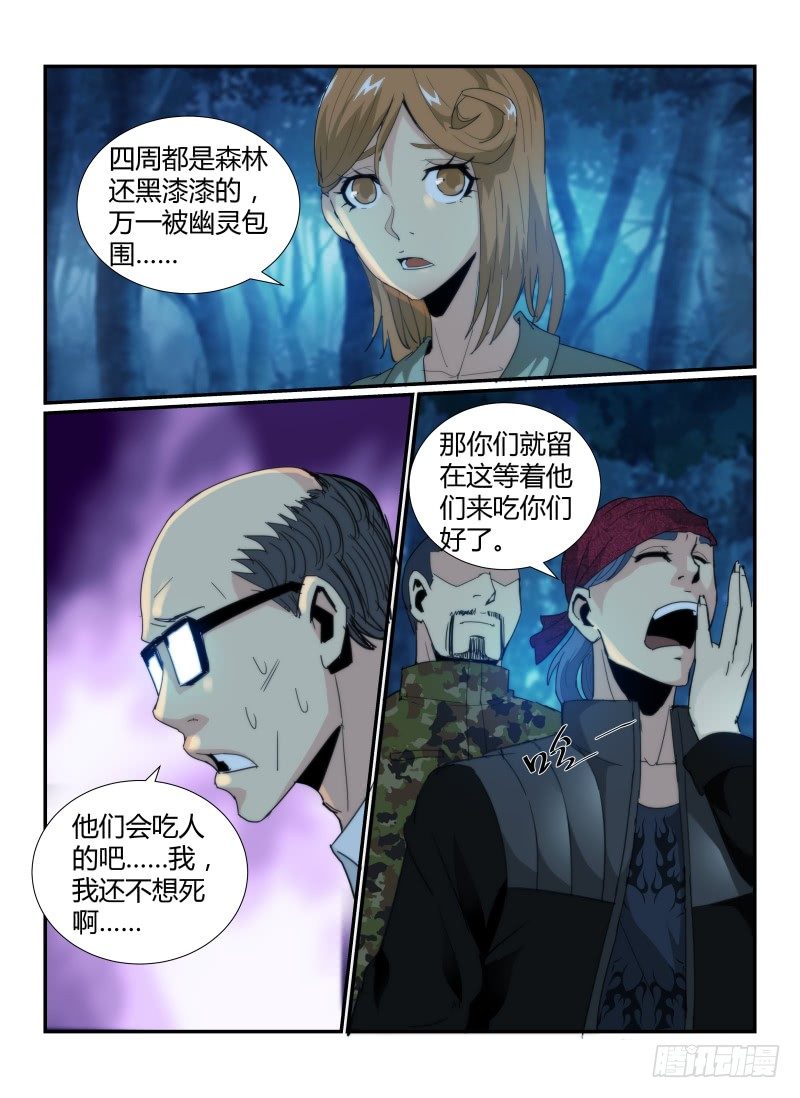 四周都是森林
还黑漆漆的，
万一被幽灵包
围……
他们会吃人
的吧……我，
我还不想死
啊……
那你们就留
在这等着他
们来吃你们
好了。
哈一
腾讯动漫